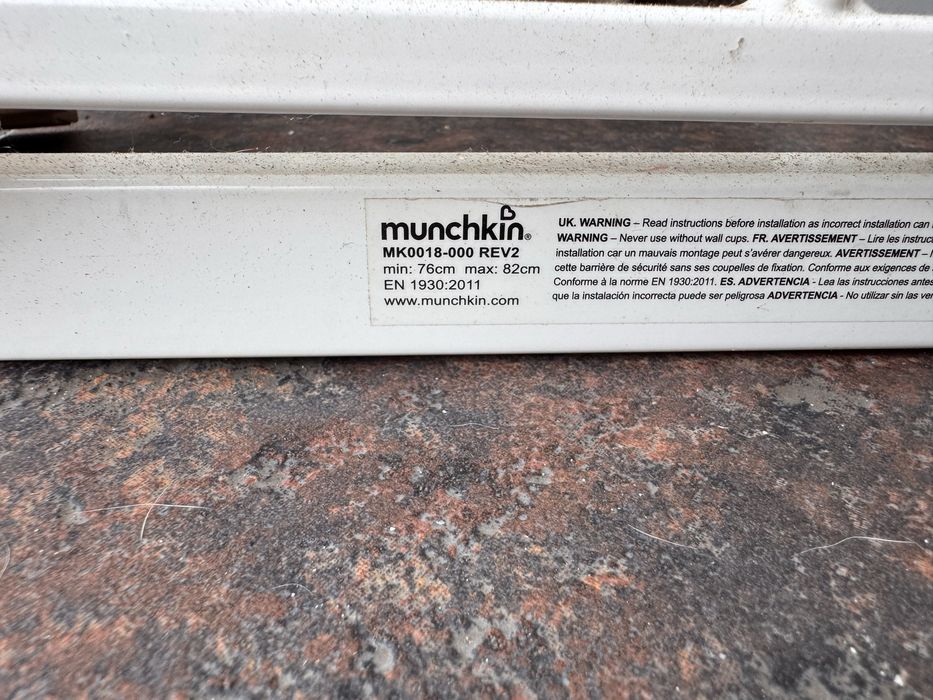 munchkin®
MK0018-000 REV2
min: 76cm max: 82cm
EN 1930:2011
www.munchkin.com
UK. WARNING – Read instructions before installation as incorrect installation can
WARNING – Never use without wall cups. FR. AVERTISSEMENT – Lire les
installation car un mauvais montage peut s'avérer dangereux. AVERTISSEMENT –
cette barrière de sécurité sans ses coupelles de fixation. Conforme aux exigences de
Conforme à la norme EN 1930:2011. ES. ADVERTENCIA - Lea las instrucciones antes
que la instalación incorrecta puede ser peligrosa ADVERTENCIA - No utilizar sin las